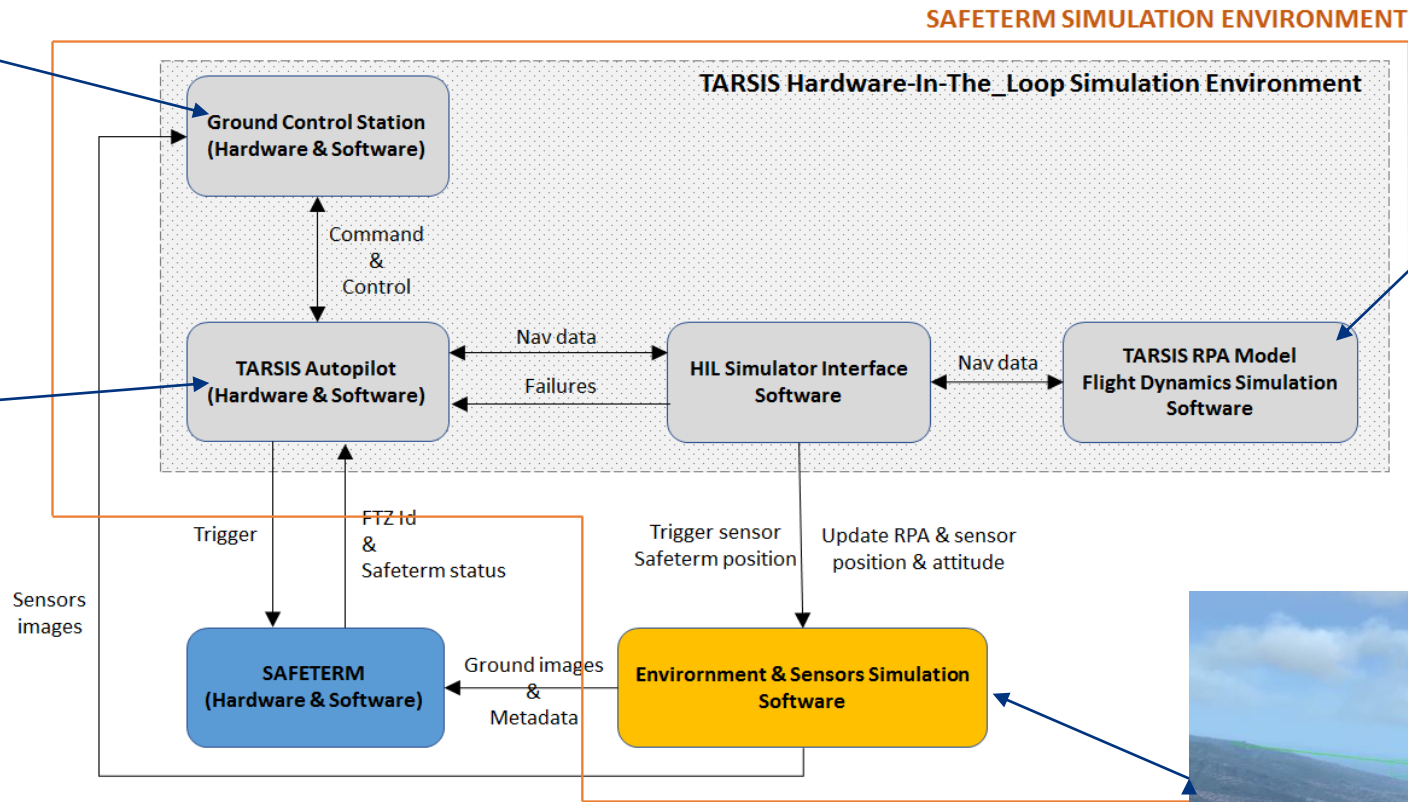 SAFETERM SIMULATION ENVIRONMENT
TARSIS Hardware-In-The_Loop Simulation Environment
Ground Control Station
(Hardware & Software)
Command
&
Control
TARSIS Autopilot
(Hardware & Software)
Nav data
Failures
HIL Simulator Interface
Software
Nav data
TARSIS RPA Model
Flight Dynamics Simulation
Software
Trigger
FTZ Id
&
Safeterm status
Trigger sensor
Safeterm position
Update RPA & sensor
position & attitude
Sensors
images
SAFETERM
(Hardware & Software)
Ground images
&
Metadata
Envirornment & Sensors Simulation
Software